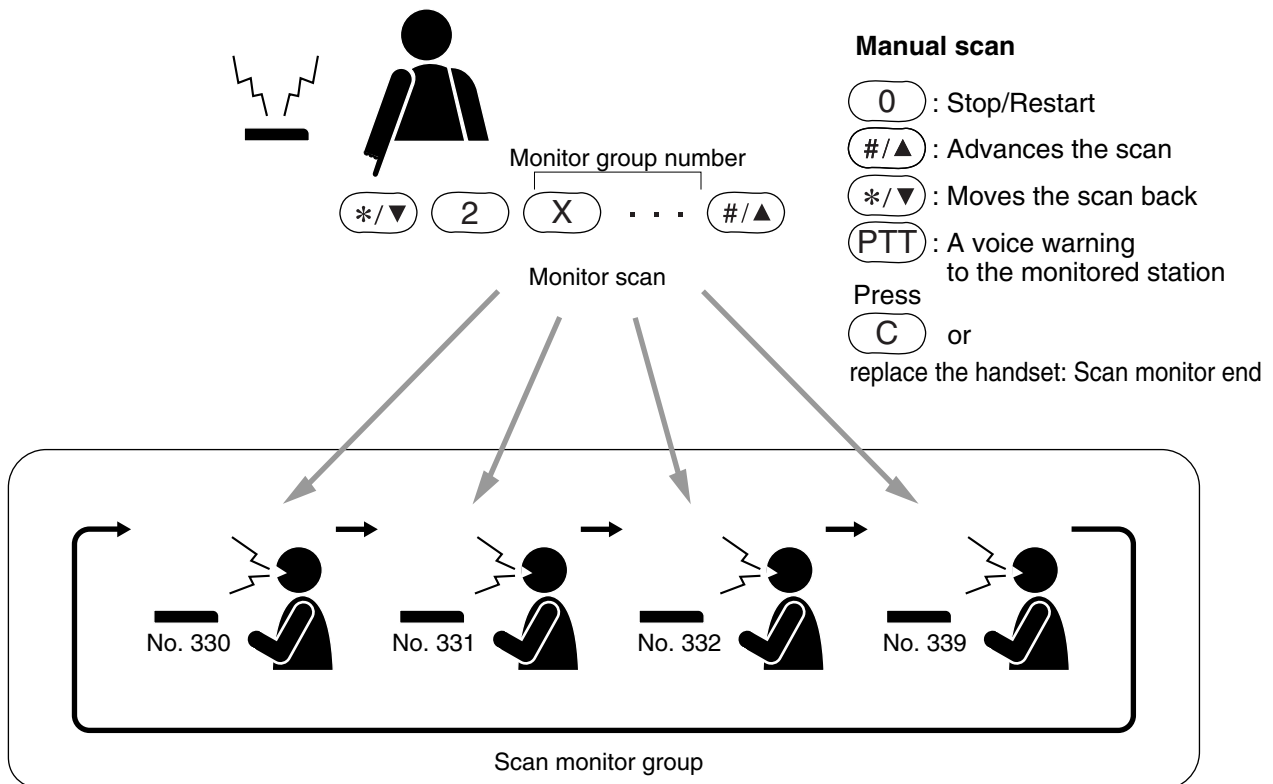 Manual scan
0 : Stop/Restart
#/▲ : Advances the scan
*/▼ : Moves the scan back
PTT : A voice warning
to the monitored station
Press
C or
replace the handset: Scan monitor end
Monitor group number
*/▼ 2 X · · · #/▲
Monitor scan
No. 330 No. 331 No. 332 No. 339
Scan monitor group